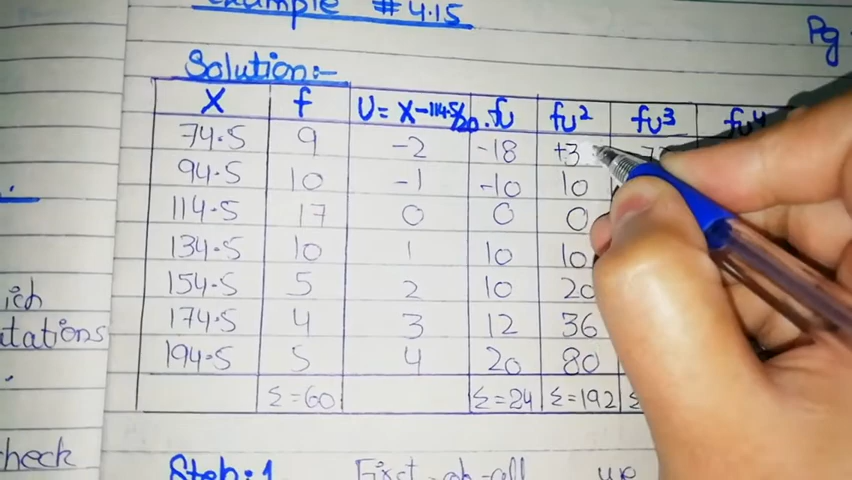 Example #4.15
Pg
Solution:-
X f U = X-114.5/20 fu fu² fu³ fu⁴
74.5 9 -2 -18 +3
94.5 10 -1 -10 10
114.5 17 0 0 0
134.5 10 1 10 10
154.5 5 2 10 20
174.5 4 3 12 36
194.5 5 4 20 80
Σ=60 Σ=24 Σ=192 Σ
ich
tations
heck
Step:1 First